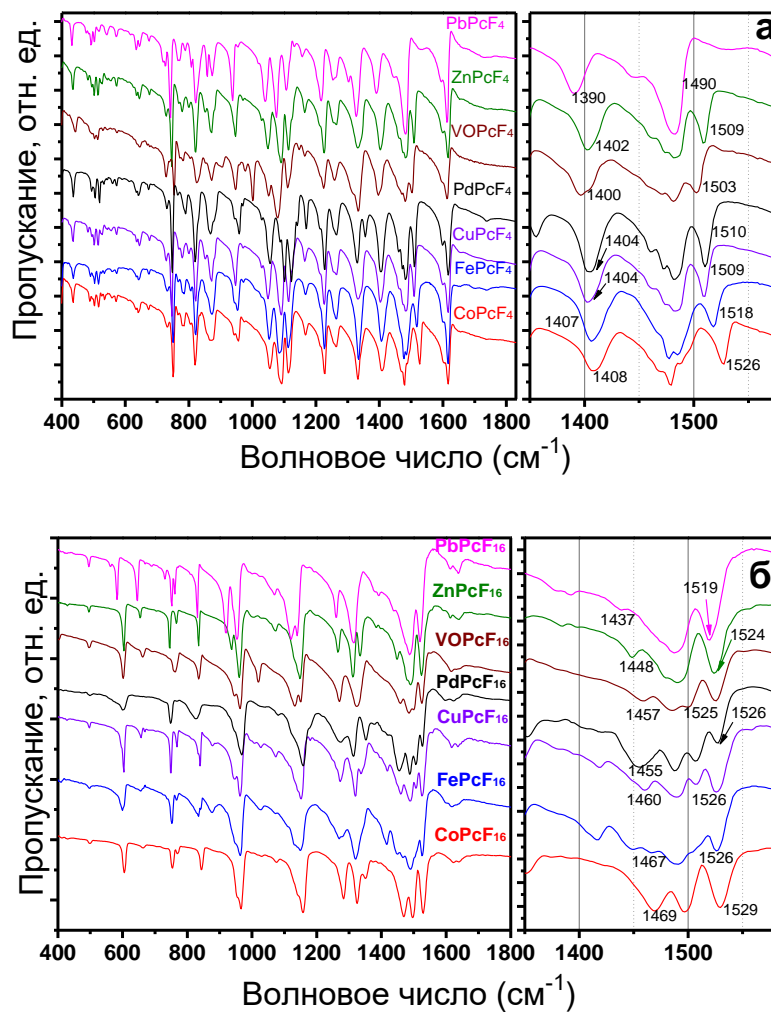 а
PbPcF4
ZnPcF4
VOPcF4
PdPcF4
CuPcF4
FePcF4
CoPcF4
Пропускание, отн. ед.
400 600 800 1000 1200 1400 1600 1800
Волновое число (см-1)
1390
1490
1402
1509
1400
1503
1404
1510
1404
1509
1407
1518
1408
1526
1400 1500
б
PbPcF16
ZnPcF16
VOPcF16
PdPcF16
CuPcF16
FePcF16
CoPcF16
Пропускание, отн. ед.
400 600 800 1000 1200 1400 1600 1800
Волновое число (см-1)
1519
1437
1524
1448
1457
1525
1526
1455
1460
1526
1467
1526
1469
1529
1400 1500